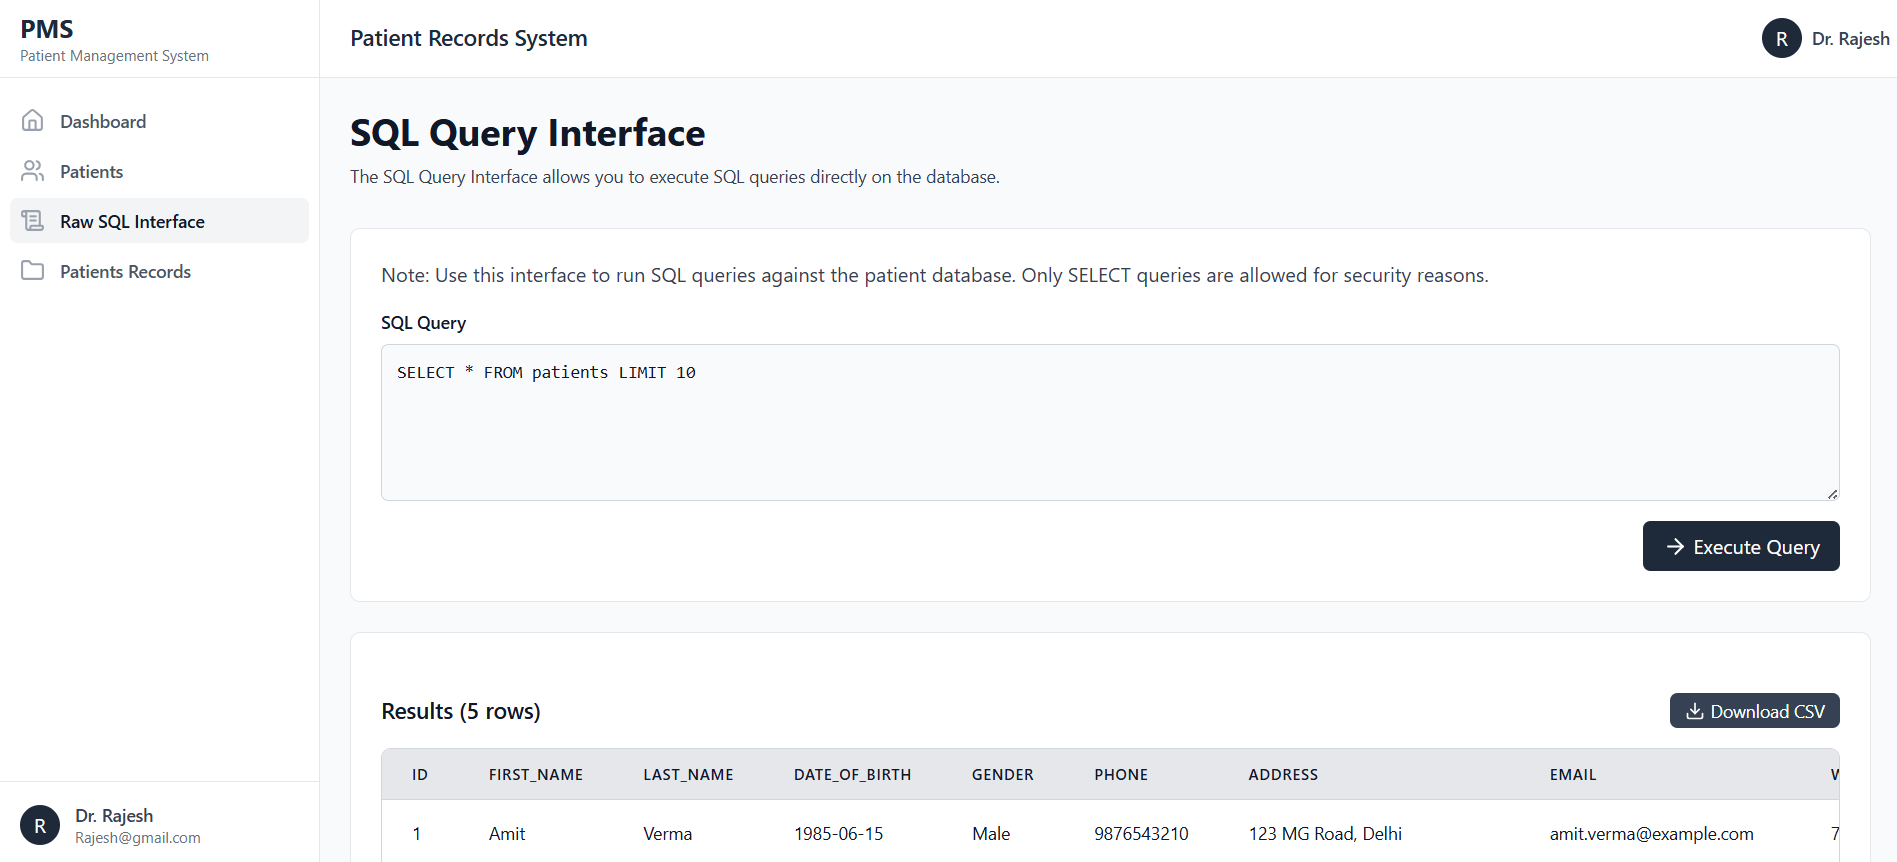 PMS
Patient Management System
Patient Records System
R Dr. Rajesh
Dashboard
Patients
Raw SQL Interface
Patients Records
SQL Query Interface
The SQL Query Interface allows you to execute SQL queries directly on the database.
Note: Use this interface to run SQL queries against the patient database. Only SELECT queries are allowed for security reasons.
SQL Query
SELECT * FROM patients LIMIT 10
Execute Query
Results (5 rows)
Download CSV
ID FIRST_NAME LAST_NAME DATE_OF_BIRTH GENDER PHONE ADDRESS EMAIL
1 Amit Verma 1985-06-15 Male 9876543210 123 MG Road, Delhi amit.verma@example.com 7
R Dr. Rajesh
Rajesh@gmail.com